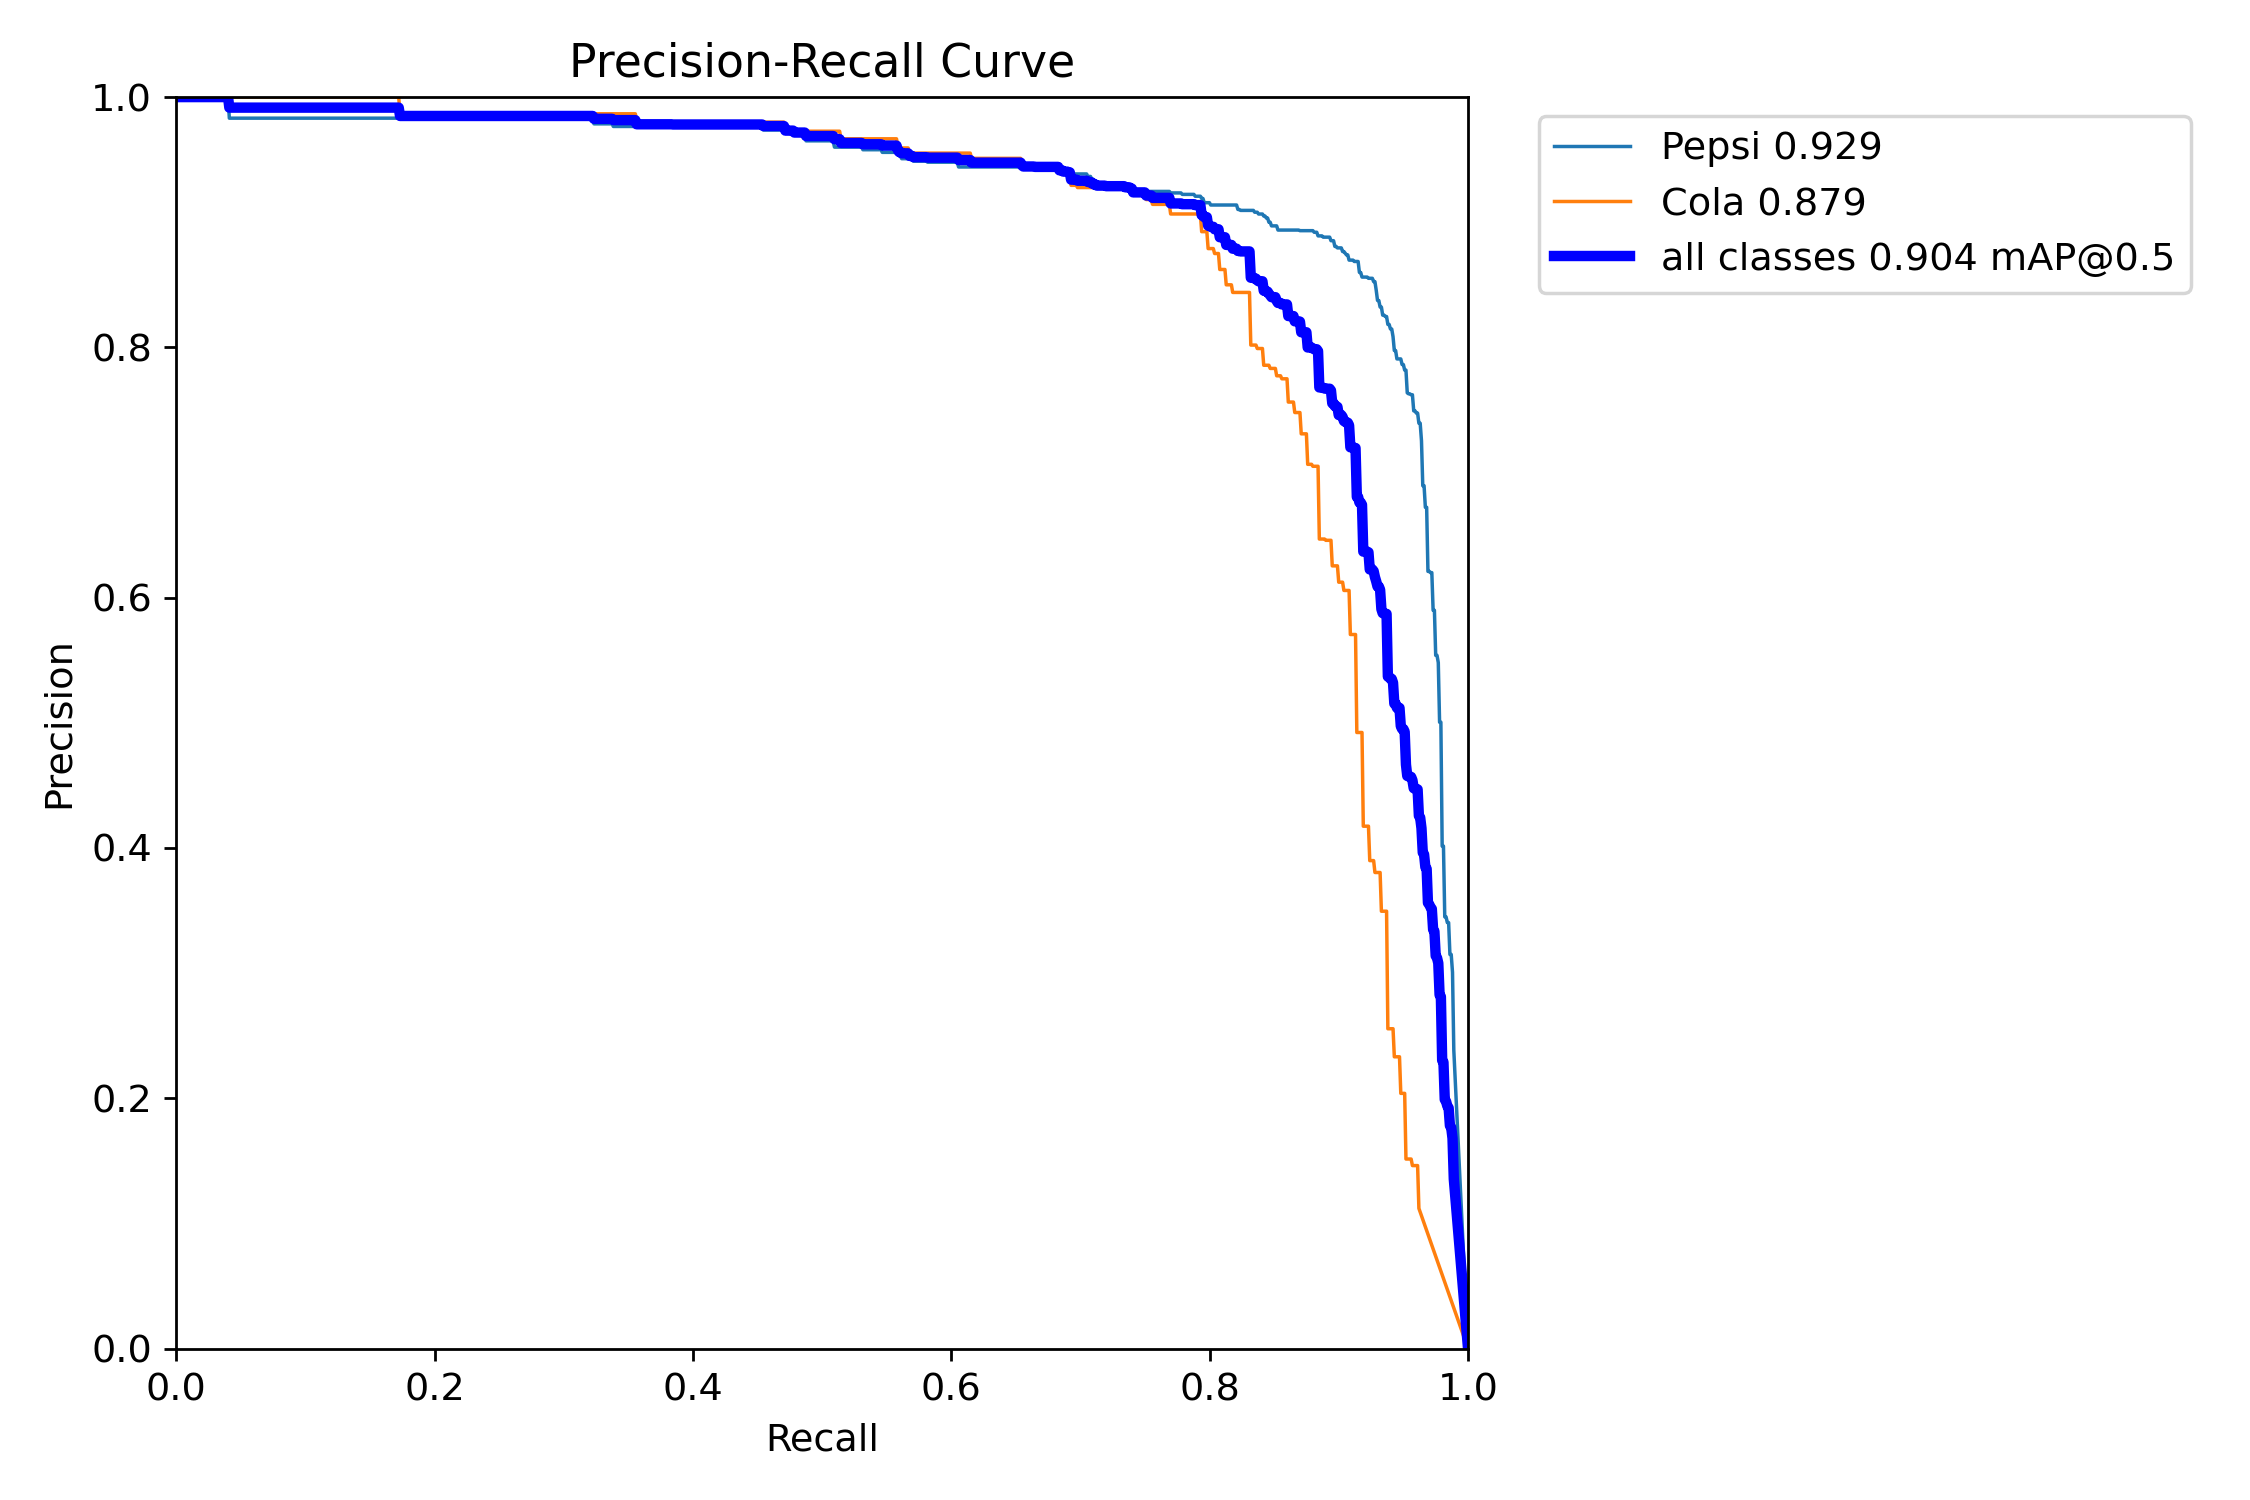 Precision-Recall Curve
1.0
0.8
0.6
0.4
0.2
0.0
Precision
0.0 0.2 0.4 0.6 0.8 1.0
Recall
Pepsi 0.929
Cola 0.879
all classes 0.904 mAP@0.5